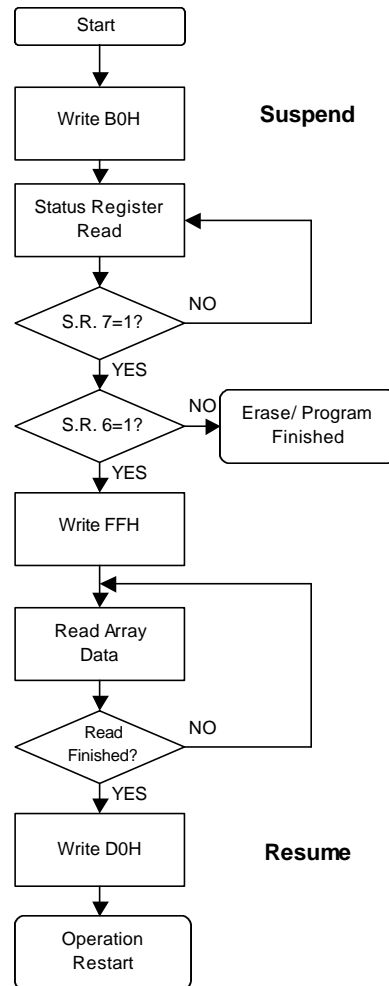 Start
Write B0H
Suspend
Status Register
Read
S.R. 7=1?
NO
YES
S.R. 6=1?
NO
Erase/ Program
Finished
YES
Write FFH
Read Array
Data
Read
Finished?
NO
YES
Write D0H
Resume
Operation
Restart